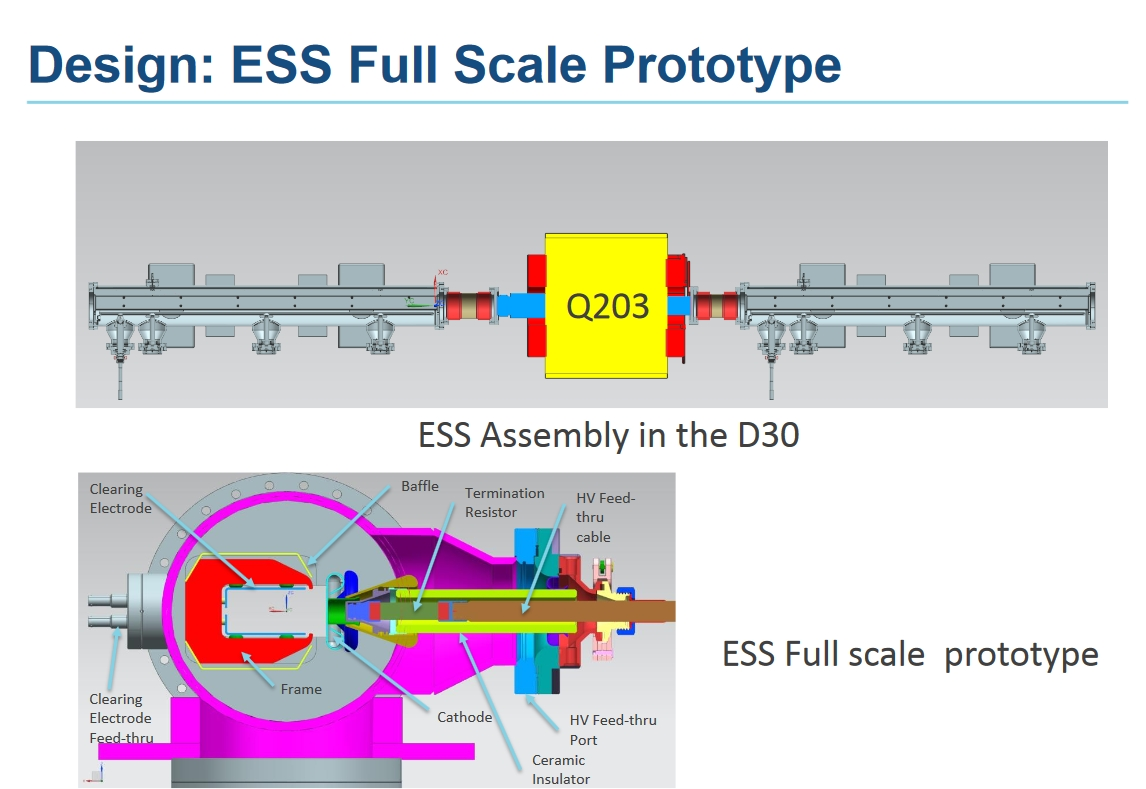 Design: ESS Full Scale Prototype
XC
Q203
ESS Assembly in the D30
Clearing
Electrode
Baffle
Termination
Resistor
HV Feed-
thru
cable
Frame
Clearing
Electrode
Feed-thru
Cathode
HV Feed-thru
Port
Ceramic
Insulator
ESS Full scale prototype